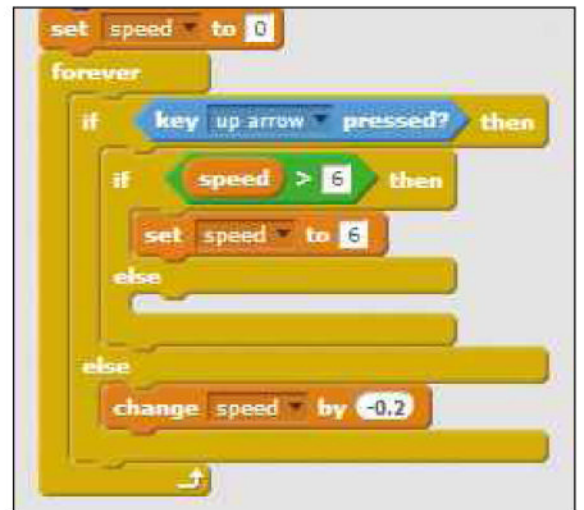 set speed to 0
forever
if key up arrow pressed? then
if speed > 6 then
set speed to 6
else
else
change speed by -0.2